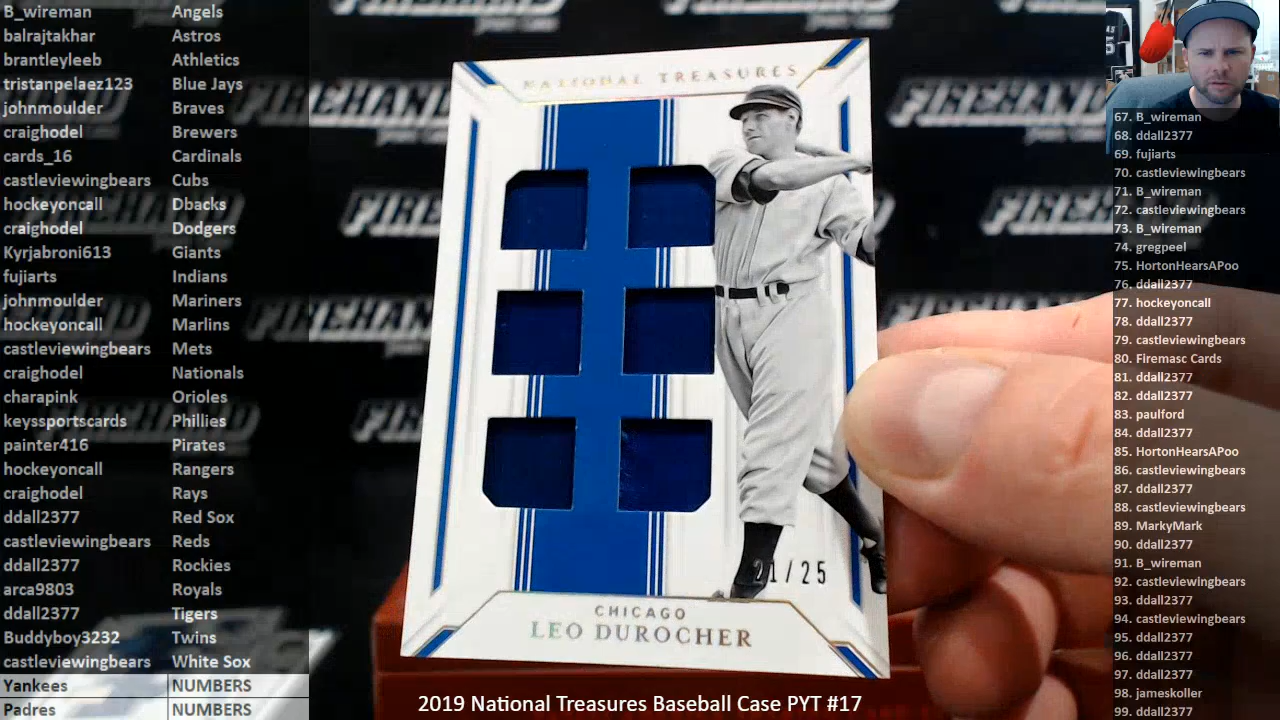 B_wireman Angels
balrajtakhar Astros
brantleyleeb Athletics
tristanpelaez123 Blue Jays
johnmoulder Braves
craighodel Brewers
cards_16 Cardinals
castleviewingbears Cubs
hockeyoncall Dbacks
craighodel Dodgers
Kyrjabroni613 Giants
fujiarts Indians
johnmoulder Mariners
hockeyoncall Marlins
castleviewingbears Mets
craighodel Nationals
charapink Orioles
keyssportscards Phillies
painter416 Pirates
hockeyoncall Rangers
craighodel Rays
ddall2377 Red Sox
castleviewingbears Reds
ddall2377 Rockies
arca9803 Royals
ddall2377 Tigers
Buddyboy3232 Twins
castleviewingbears White Sox
Yankees NUMBERS
Padres NUMBERS
FIREHAND
FIREHAND
FIREHAND
NATIONAL TREASURES
21/25
CHICAGO
LEO DUROCHER
2019 National Treasures Baseball Case PYT #17
67. B_wireman
68. ddall2377
69. fujiarts
70. castleviewingbears
71. B_wireman
72. castleviewingbears
73. B_wireman
74. gregpeel
75. HortonHearsAPoo
76. ddall2377
77. hockeyoncall
78. ddall2377
79. castleviewingbears
80. Firemasc Cards
81. ddall2377
82. ddall2377
83. paulford
84. ddall2377
85. HortonHearsAPoo
86. castleviewingbears
87. ddall2377
88. castleviewingbears
89. MarkyMark
90. ddall2377
91. B_wireman
92. castleviewingbears
93. ddall2377
94. castleviewingbears
95. ddall2377
96. ddall2377
97. ddall2377
98. jameskoller
99. ddall2377